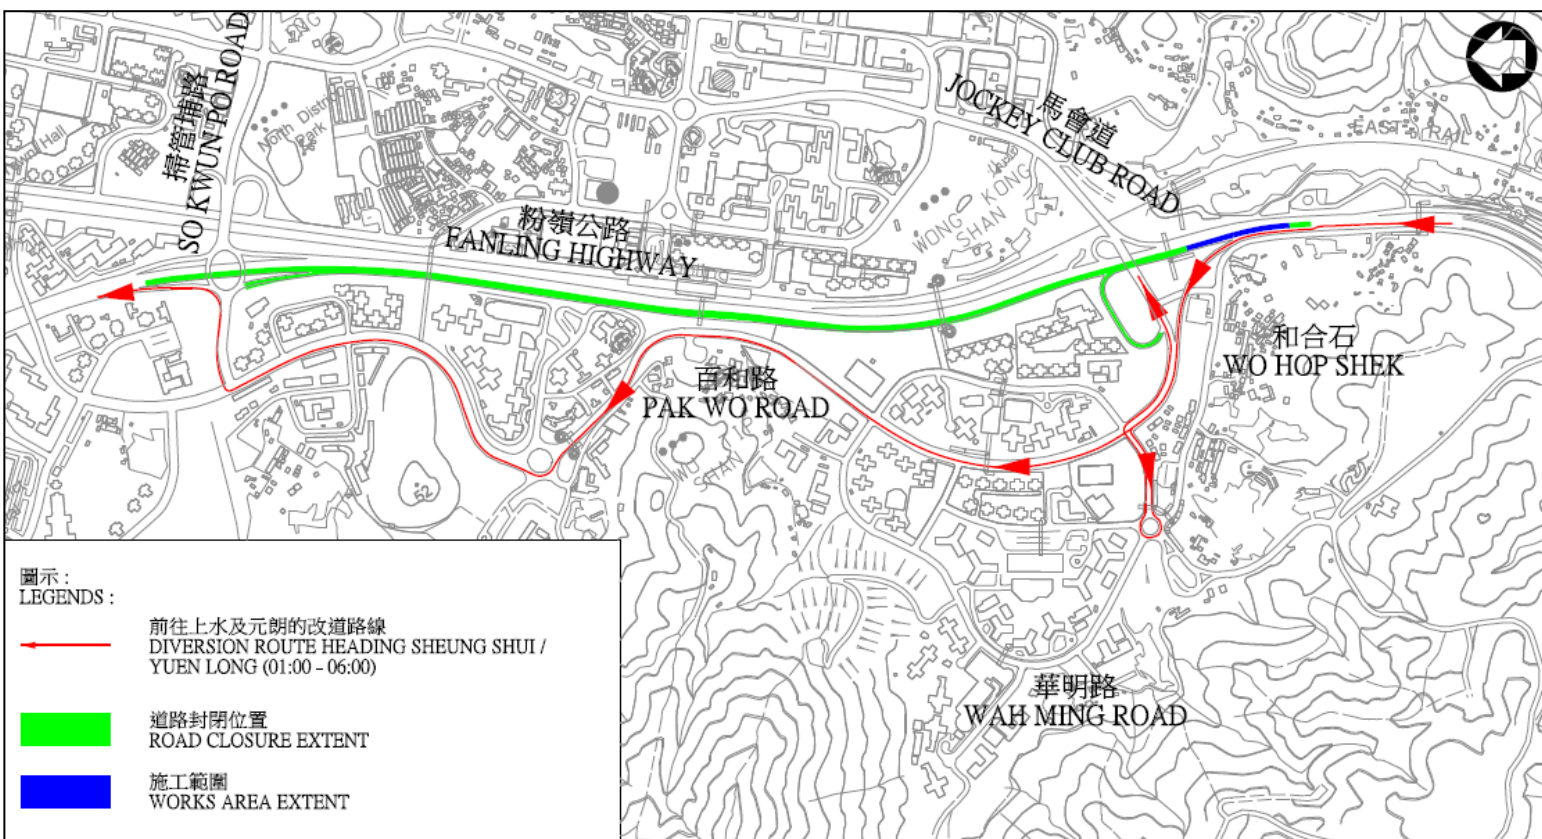 掃管埔路
SO KWUN PO ROAD
North District
Park
粉嶺公路
FANLING HIGHWAY
馬會道
JOCKEY CLUB ROAD
EAST RAIL
WONG KONG
SHAN
和合石
WO HOP SHEK
百和路
PAK WO ROAD
WU
SHAN
52
華明路
WAH MING ROAD
圖示 :
LEGENDS :
前往上水及元朗的改道路線
DIVERSION ROUTE HEADING SHEUNG SHUI /
YUEN LONG (01:00 - 06:00)
道路封閉位置
ROAD CLOSURE EXTENT
施工範圍
WORKS AREA EXTENT